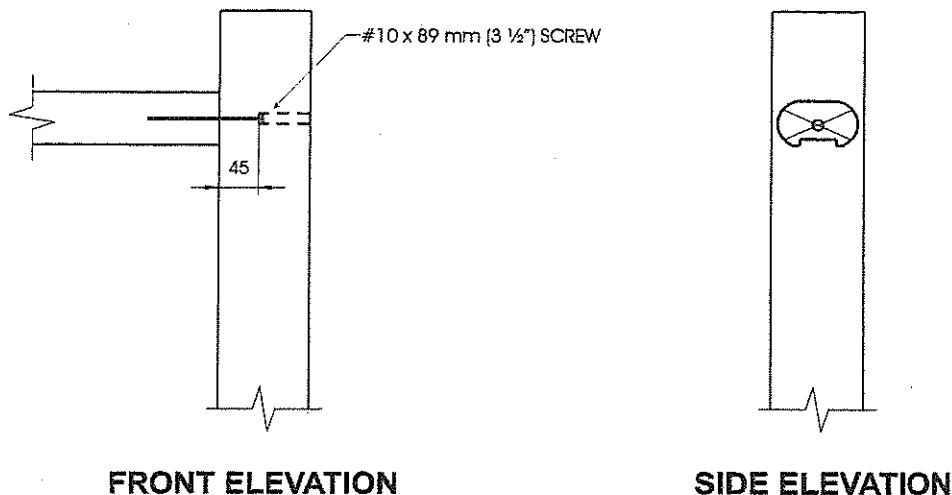 #10 x 89 mm (3 ½") SCREW
45
FRONT ELEVATION
SIDE ELEVATION